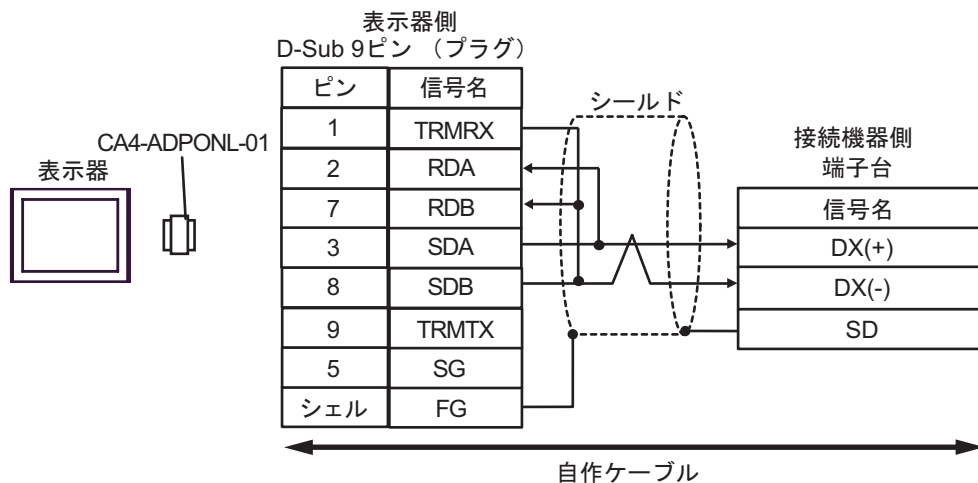 表示器側
D-Sub 9ピン （プラグ）
ピン 信号名
1 TRMRX
2 RDA
7 RDB
3 SDA
8 SDB
9 TRMTX
5 SG
シェル FG
シールド
CA4-ADPONL-01
表示器
接続機器側
端子台
信号名
DX(+)
DX(-)
SD
自作ケーブル